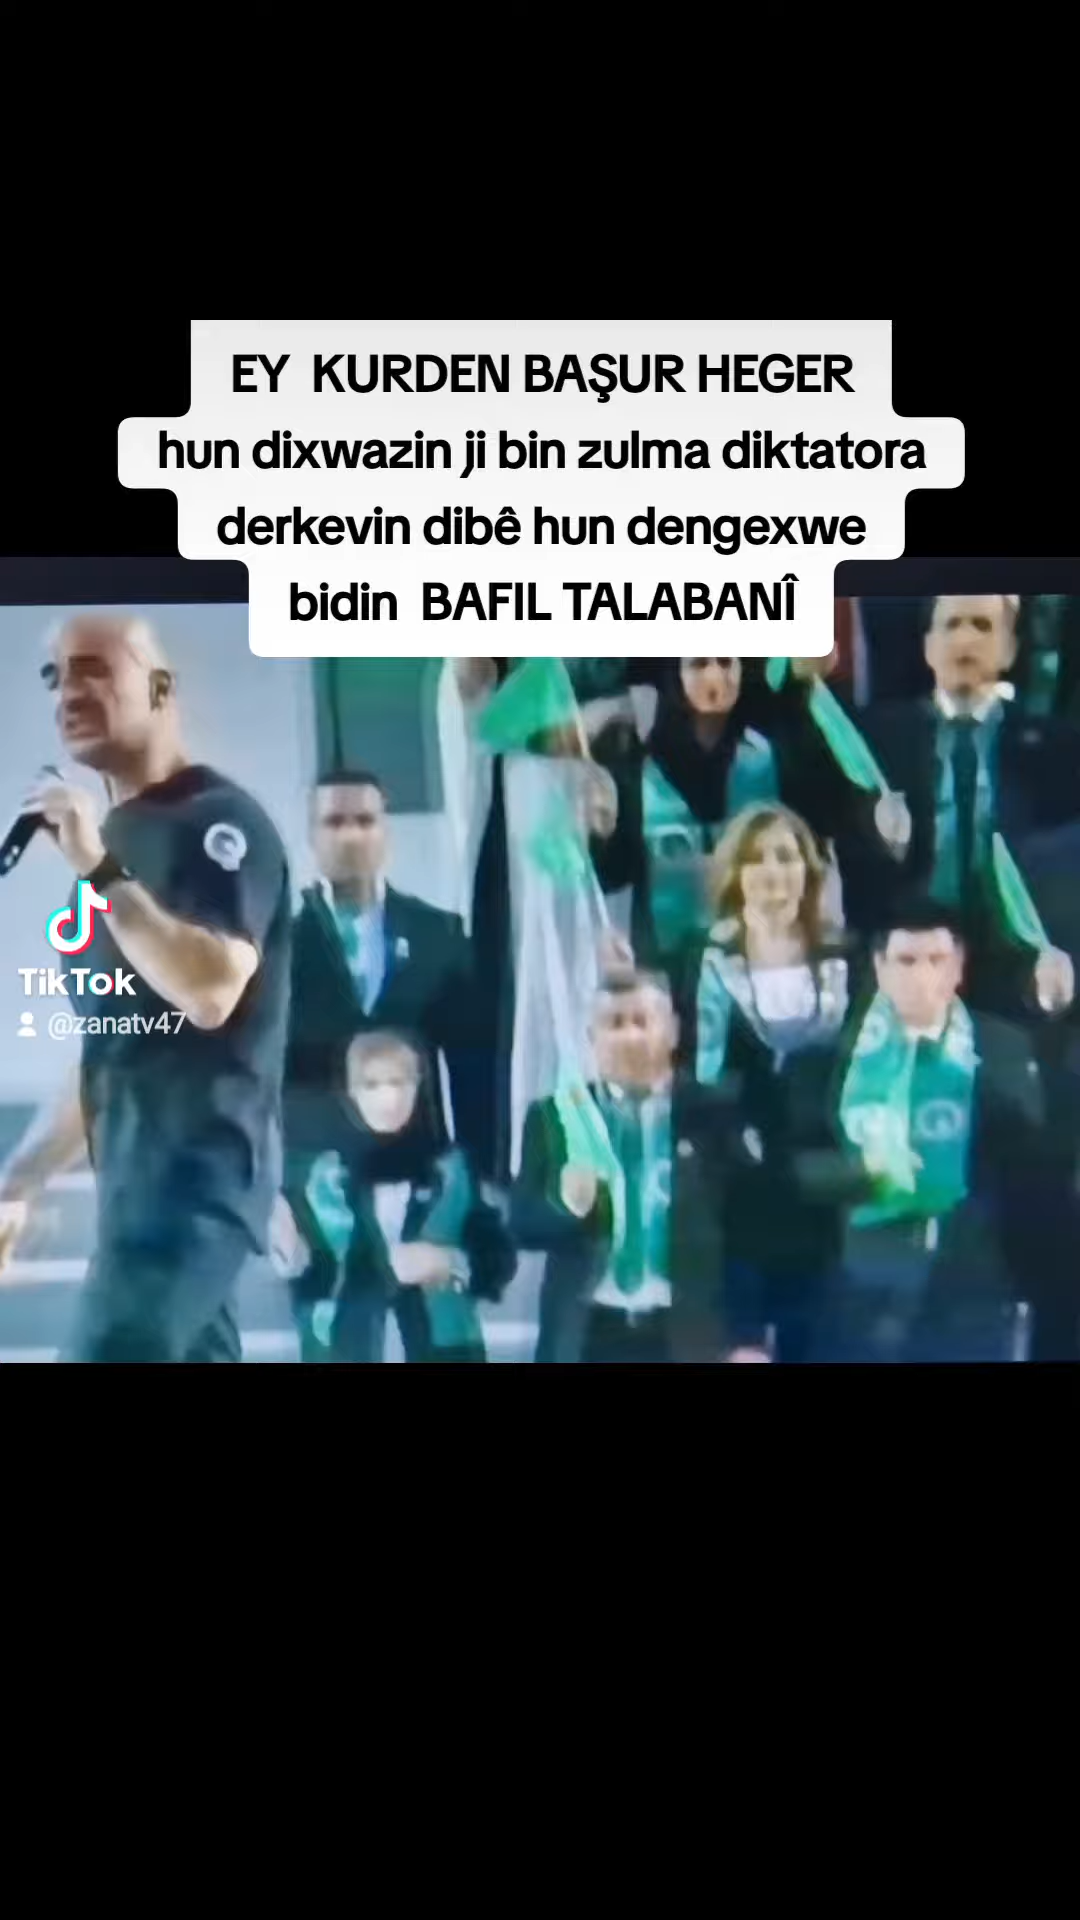 EY KURDEN BAŞUR HEGER
hun dixwazin ji bin zulma diktatora
derkevin dibê hun dengexwe
bidin BAFIL TALABANÎ
TikTok
@zanatv47